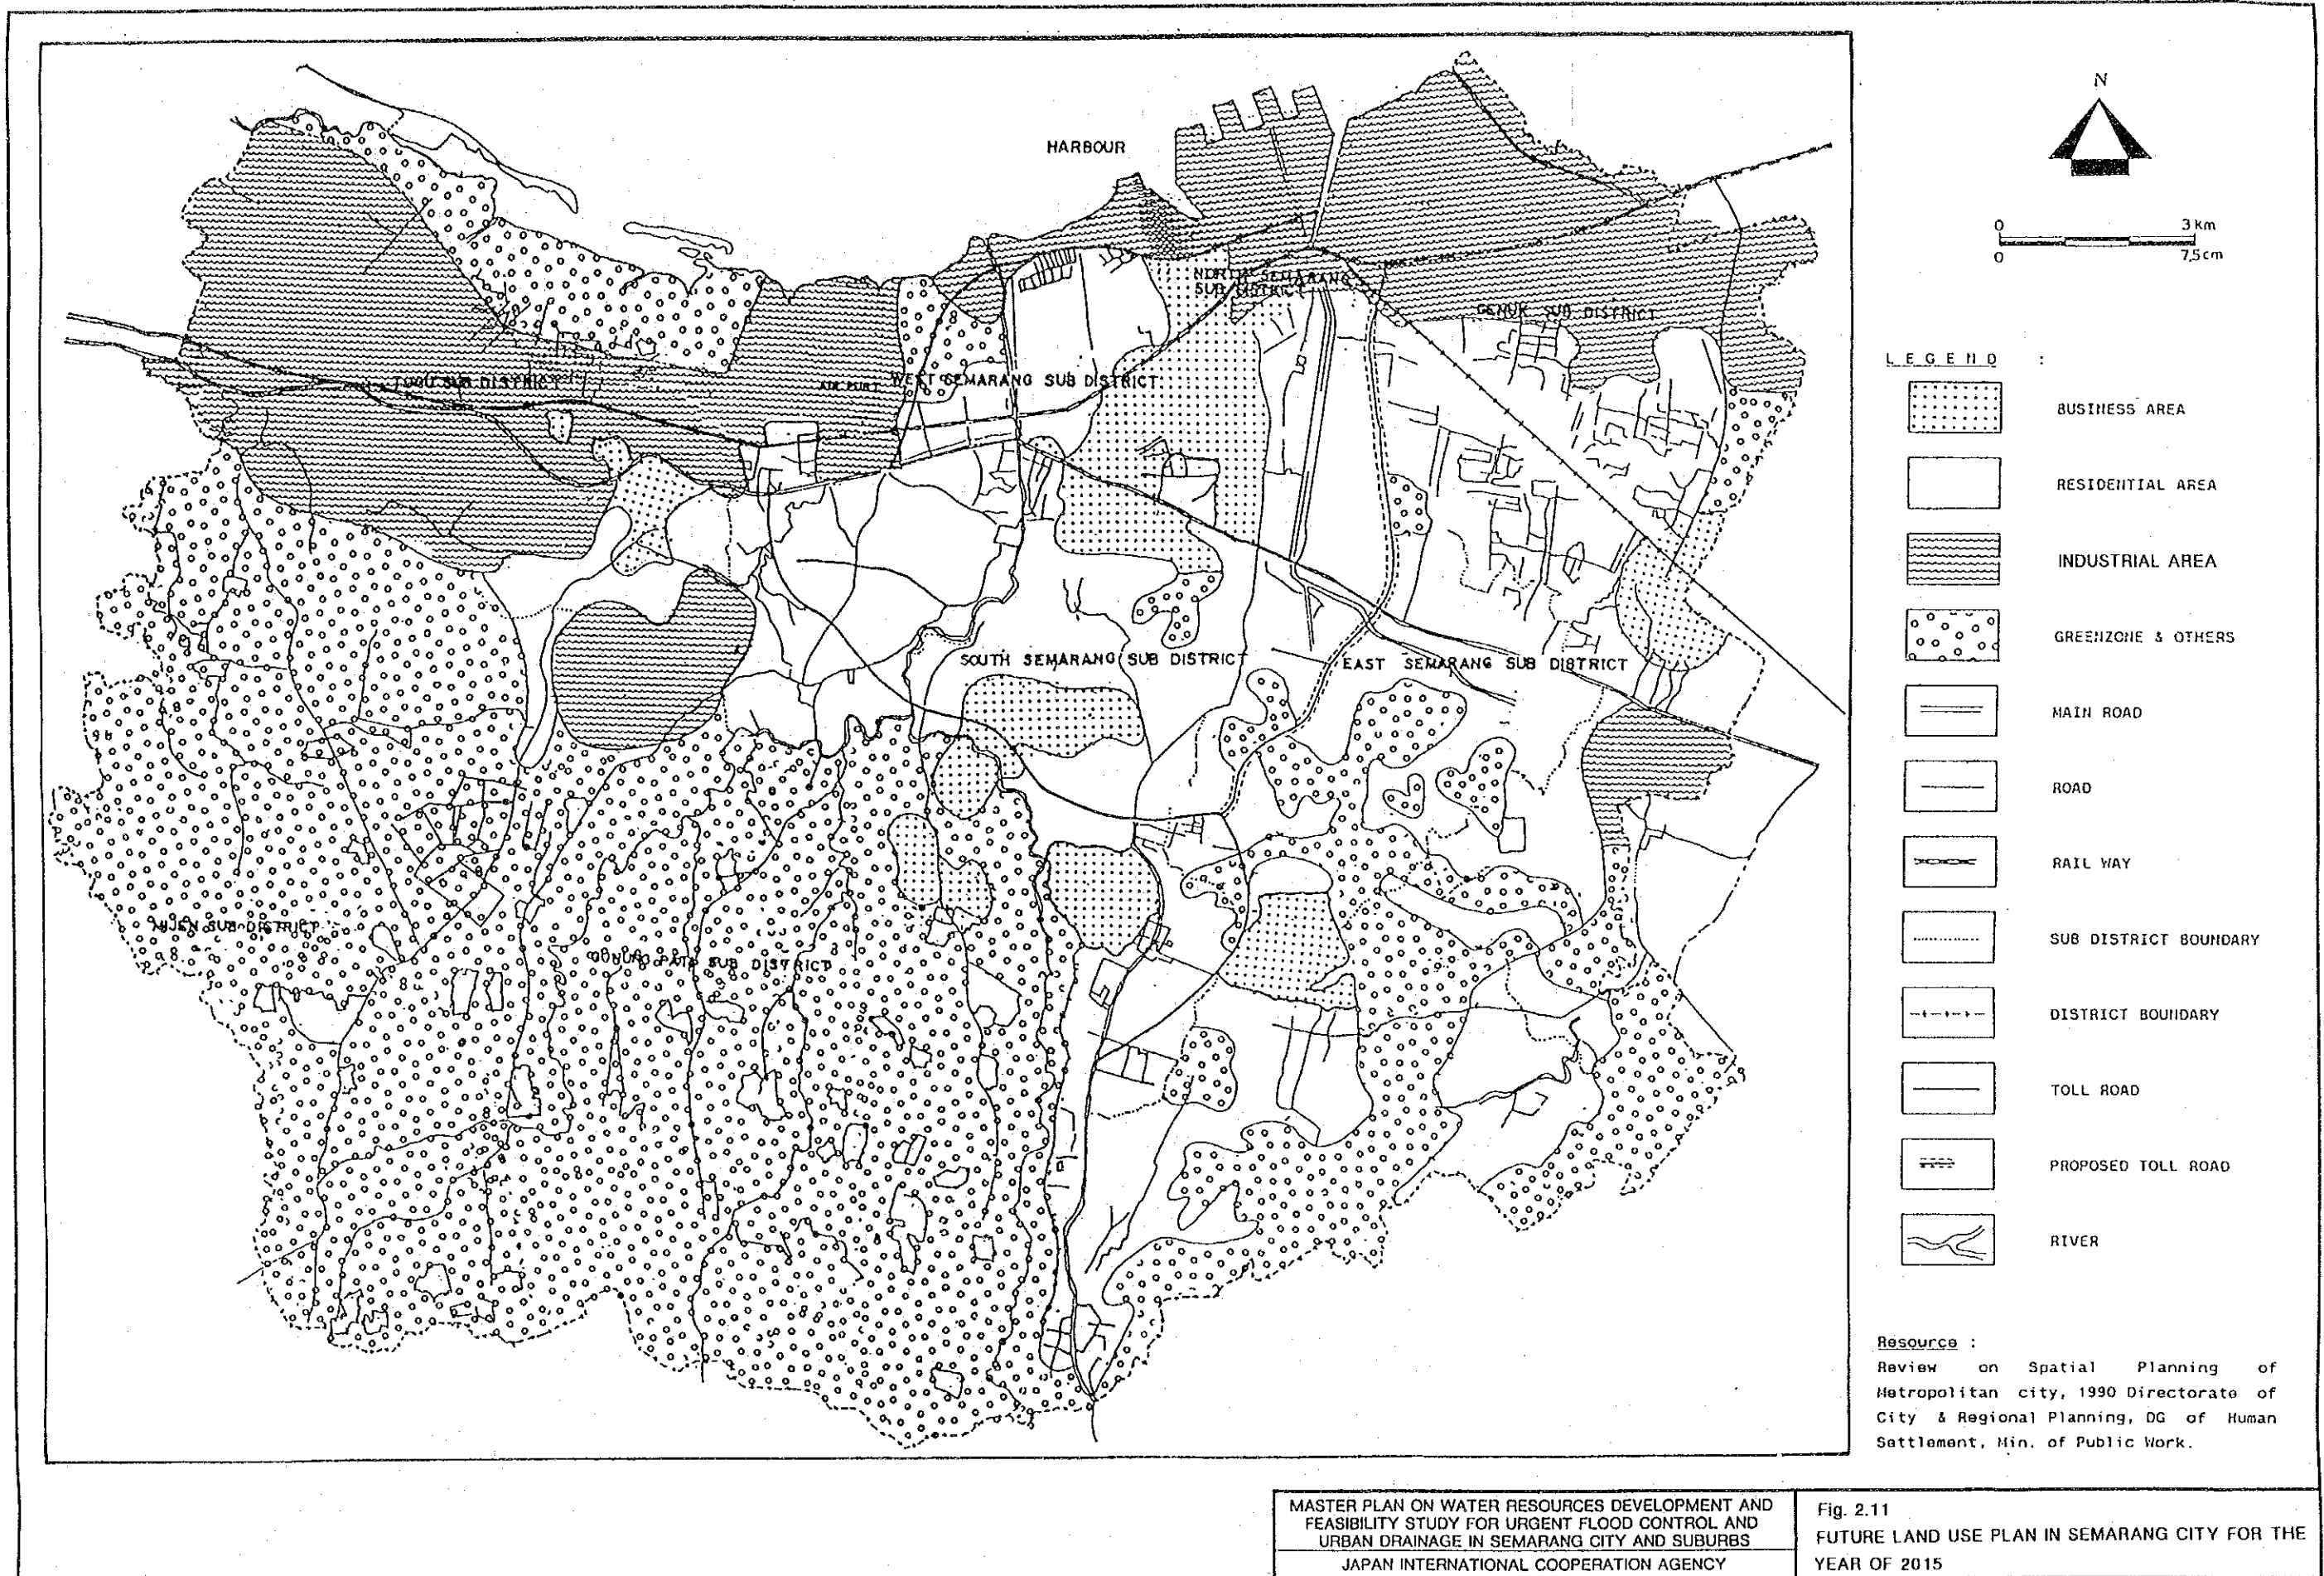 HARBOUR
NORTH SEMARANG
SUB DISTRICT
GENUK SUB DISTRICT
TUGU SUB DISTRICT
AIR PORT
WEST SEMARANG SUB DISTRICT
SOUTH SEMARANG SUB DISTRICT
EAST SEMARANG SUB DISTRICT
MIJEN SUB DISTRICT
GUNUNG PATI SUB DISTRICT
N
0 3 Km
0 7,5 cm
LEGEND :
BUSINESS AREA
RESIDENTIAL AREA
INDUSTRIAL AREA
GREENZONE & OTHERS
MAIN ROAD
ROAD
RAIL WAY
SUB DISTRICT BOUNDARY
DISTRICT BOUNDARY
TOLL ROAD
PROPOSED TOLL ROAD
RIVER
Resource :
Review on Spatial Planning of
Metropolitan city, 1990 Directorate of
City & Regional Planning, DG of Human
Settlement, Min. of Public Work.
MASTER PLAN ON WATER RESOURCES DEVELOPMENT AND
FEASIBILITY STUDY FOR URGENT FLOOD CONTROL AND
URBAN DRAINAGE IN SEMARANG CITY AND SUBURBS
JAPAN INTERNATIONAL COOPERATION AGENCY
Fig. 2.11
FUTURE LAND USE PLAN IN SEMARANG CITY FOR THE
YEAR OF 2015